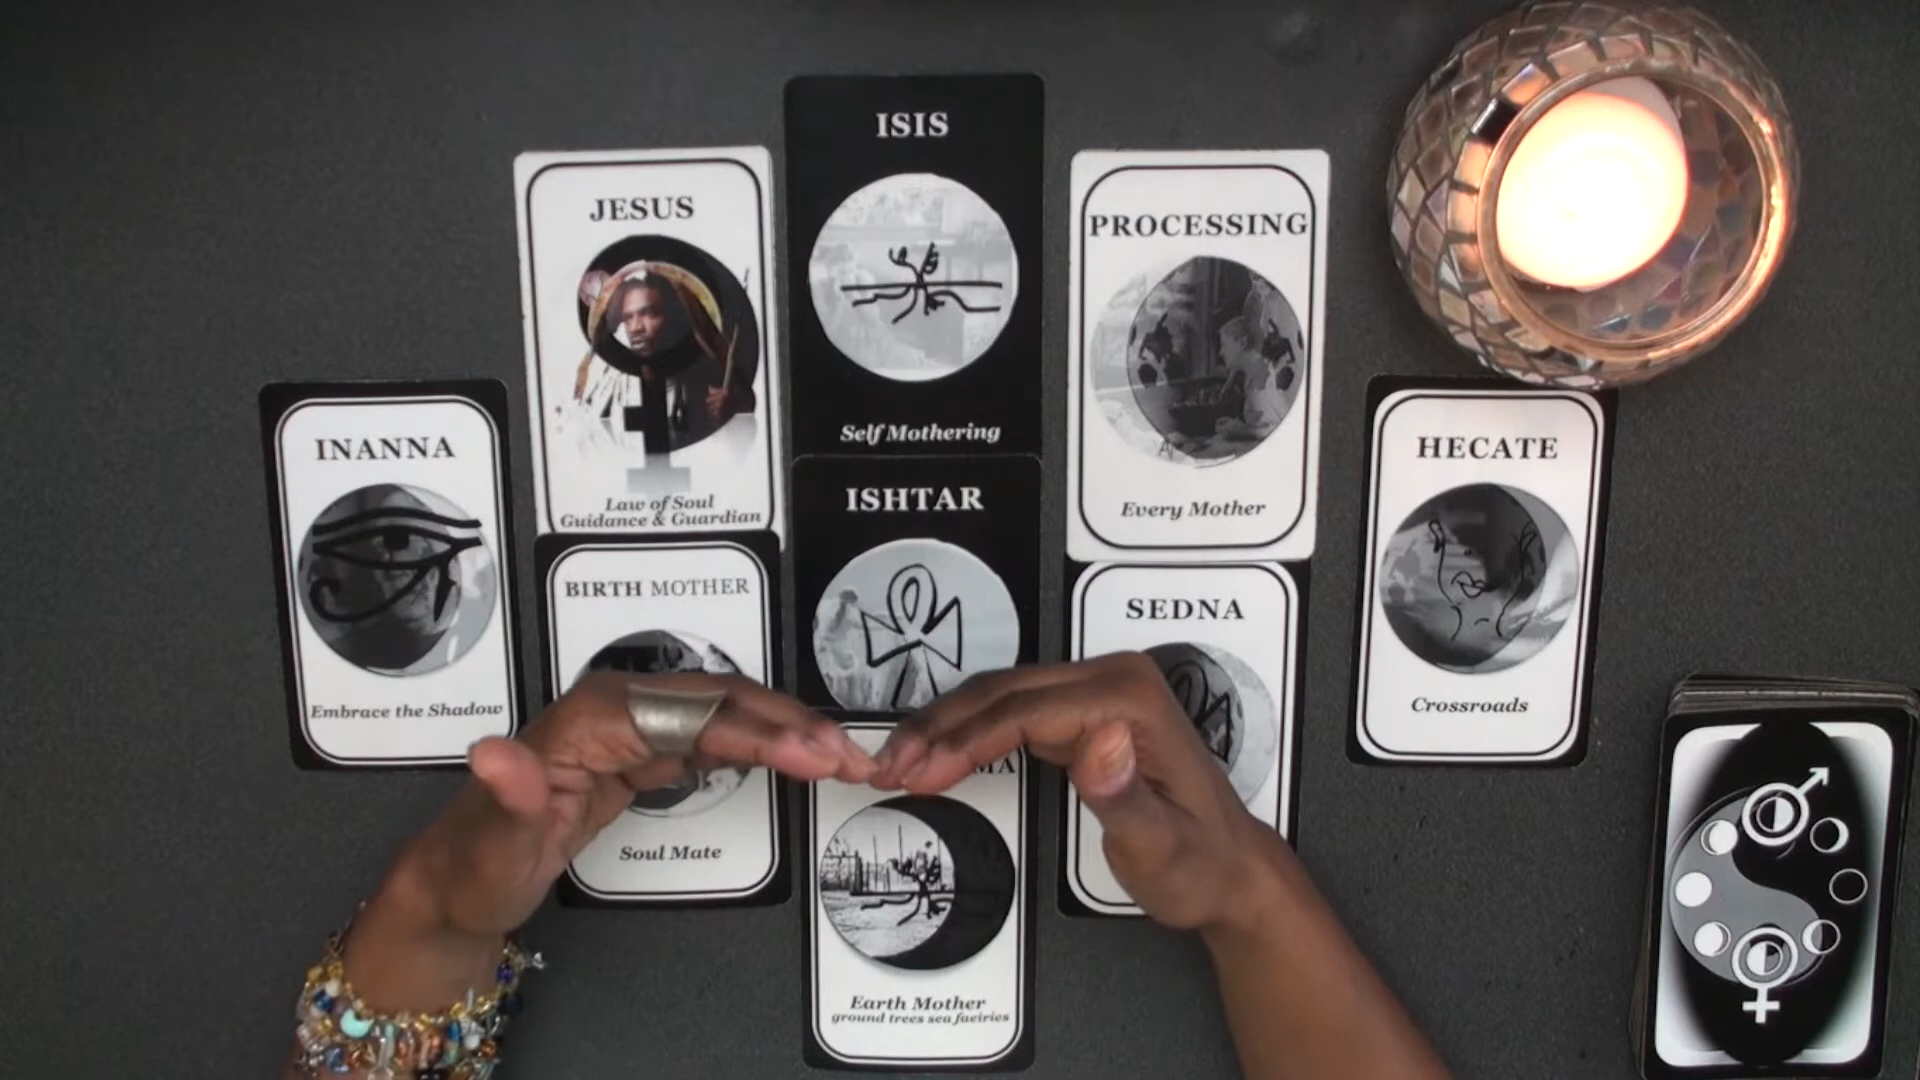 ISIS
Self Mothering
JESUS
Law of Soul
Guidance & Guardian
PROCESSING
Every Mother
INANNA
Embrace the Shadow
HECATE
Crossroads
ISHTAR
BIRTH MOTHER
Soul Mate
SEDNA
MA
Earth Mother
ground trees sea faeiries